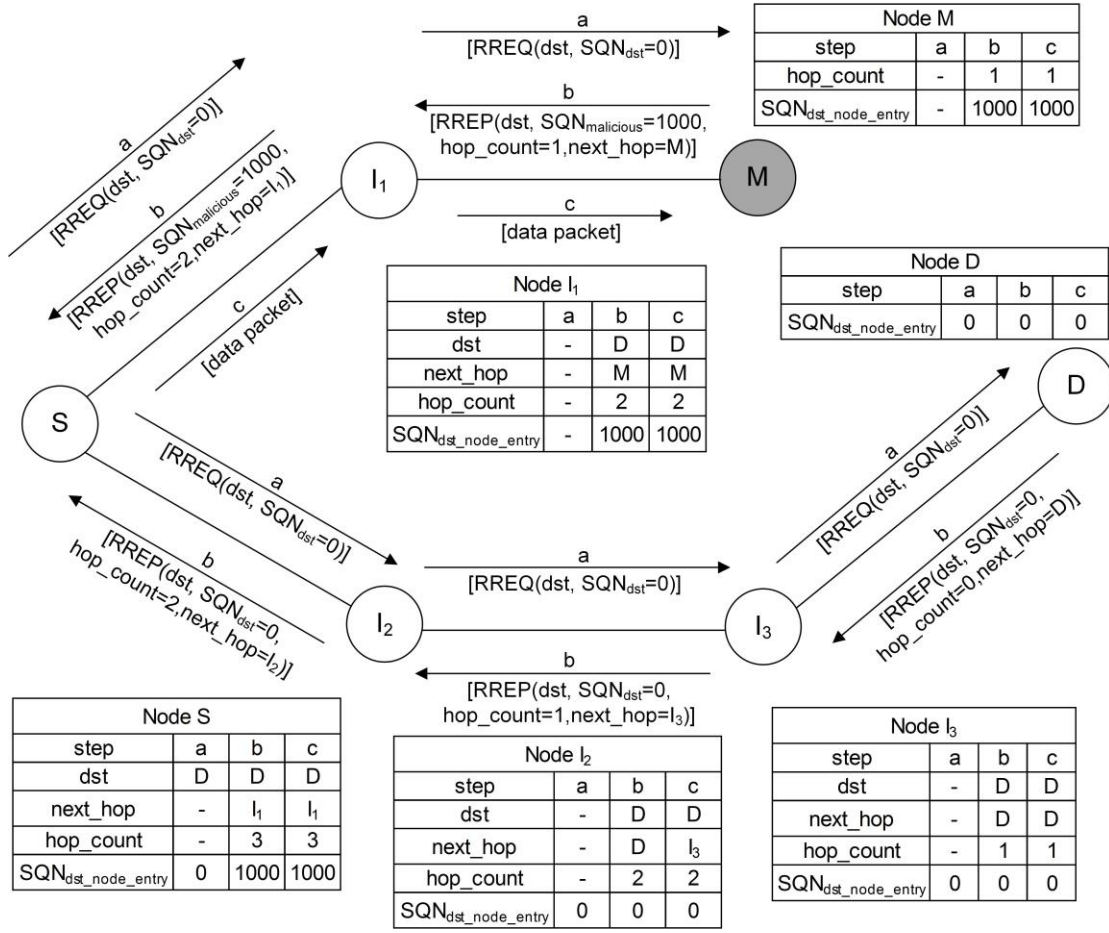 a
[RREQ(dst, SQNdst=0)]
b
[RREP(dst, SQNmalicious=1000,
hop_count=1,next_hop=M)]
Node M
step a b c
hop_count - 1 1
SQNdst_node_entry - 1000 1000
a
[RREQ(dst, SQNdst=0)]
b
[RREP(dst, SQNmalicious=1000,
hop_count=2,next_hop=I1)]
c
[data packet]
I1
M
c
[data packet]
Node I1
step a b c
dst - D D
next_hop - M M
hop_count - 2 2
SQNdst_node_entry - 1000 1000
Node D
step a b c
SQNdst_node_entry 0 0 0
S
D
a
[RREQ(dst, SQNdst=0)]
b
[RREP(dst, SQNdst=0,
hop_count=2,next_hop=I2)]
a
[RREQ(dst, SQNdst=0)]
a
[RREQ(dst, SQNdst=0)]
b
[RREP(dst, SQNdst=0,
hop_count=0,next_hop=D)]
I2
I3
b
[RREP(dst, SQNdst=0,
hop_count=1,next_hop=I3)]
Node S
step a b c
dst D D D
next_hop - I1 I1
hop_count - 3 3
SQNdst_node_entry 0 1000 1000
Node I2
step a b c
dst - D D
next_hop - D I3
hop_count - 2 2
SQNdst_node_entry 0 0 0
Node I3
step a b c
dst - D D
next_hop - D D
hop_count - 1 1
SQNdst_node_entry 0 0 0